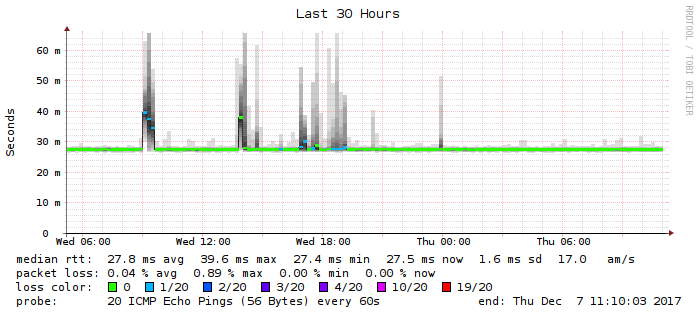 Last 30 Hours
RRDTOOL / TOBI OETIKER
Seconds
60 m
50 m
40 m
30 m
20 m
10 m
0
Wed 06:00 Wed 12:00 Wed 18:00 Thu 00:00 Thu 06:00
median rtt: 27.8 ms avg 39.6 ms max 27.4 ms min 27.5 ms now 1.6 ms sd 17.0 am/s
packet loss: 0.04 % avg 0.89 % max 0.00 % min 0.00 % now
loss color: 0 1/20 2/20 3/20 4/20 10/20 19/20
probe: 20 ICMP Echo Pings (56 Bytes) every 60s end: Thu Dec 7 11:10:03 2017